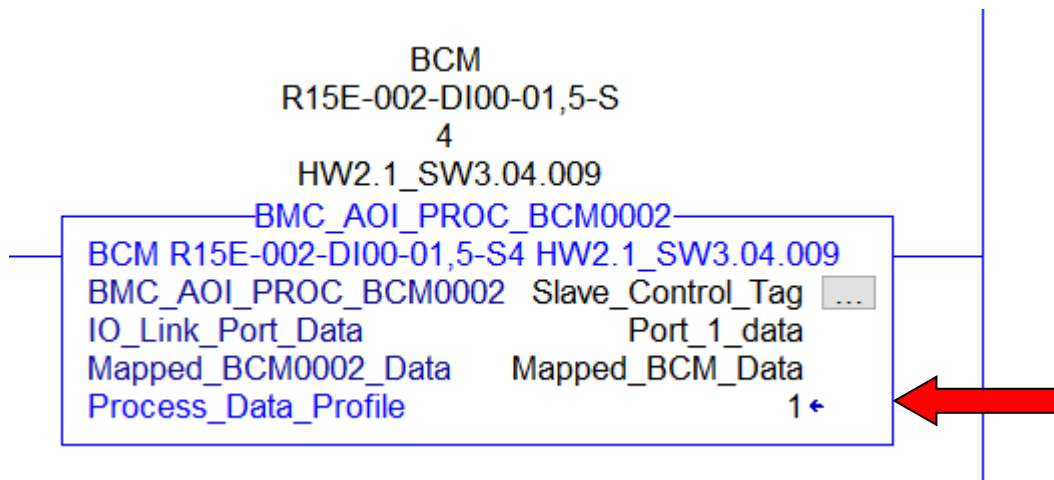 BCM
R15E-002-DI00-01,5-S
4
HW2.1_SW3.04.009
BMC_AOI_PROC_BCM0002
BCM R15E-002-DI00-01,5-S4 HW2.1_SW3.04.009
BMC_AOI_PROC_BCM0002 Slave_Control_Tag ...
IO_Link_Port_Data Port_1_data
Mapped_BCM0002_Data Mapped_BCM_Data
Process_Data_Profile 1